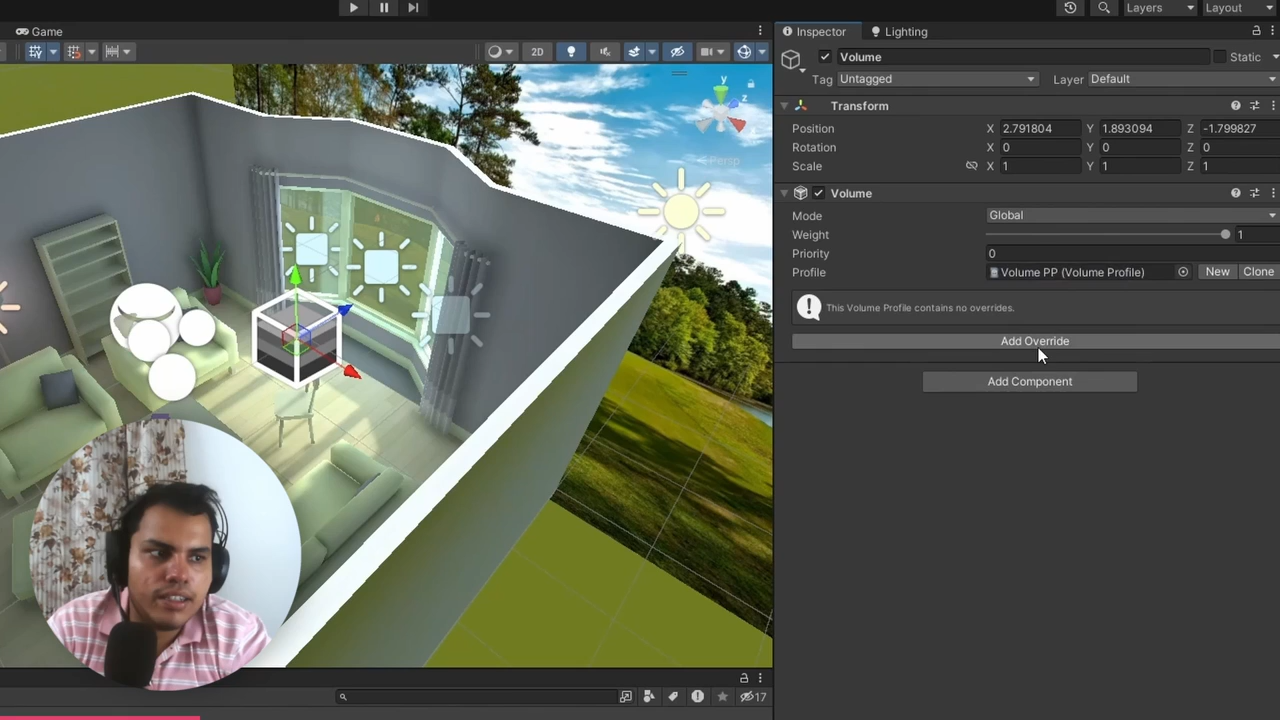 Layers
Layout
Game
2D
y
z
Persp
17
Inspector
Lighting
Volume
Static
Tag Untagged
Layer Default
Transform
Position X 2.791804 Y 1.893094 Z -1.799827
Rotation X 0 Y 0 Z 0
Scale X 1 Y 1 Z 1
Volume
Mode Global
Weight 1
Priority 0
Profile Volume PP (Volume Profile) New Clone
This Volume Profile contains no overrides.
Add Override
Add Component